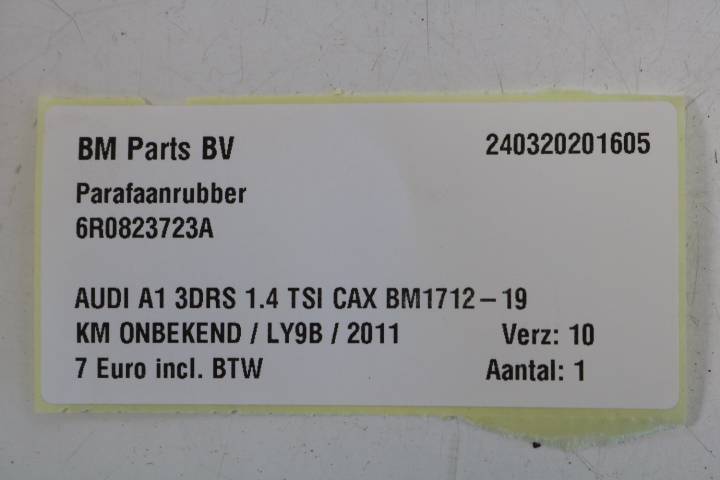 BM Parts BV 240320201605
Parafaanrubber
6R0823723A
AUDI A1 3DRS 1.4 TSI CAX BM1712-19
KM ONBEKEND / LY9B / 2011 Verz: 10
7 Euro incl. BTW Aantal: 1